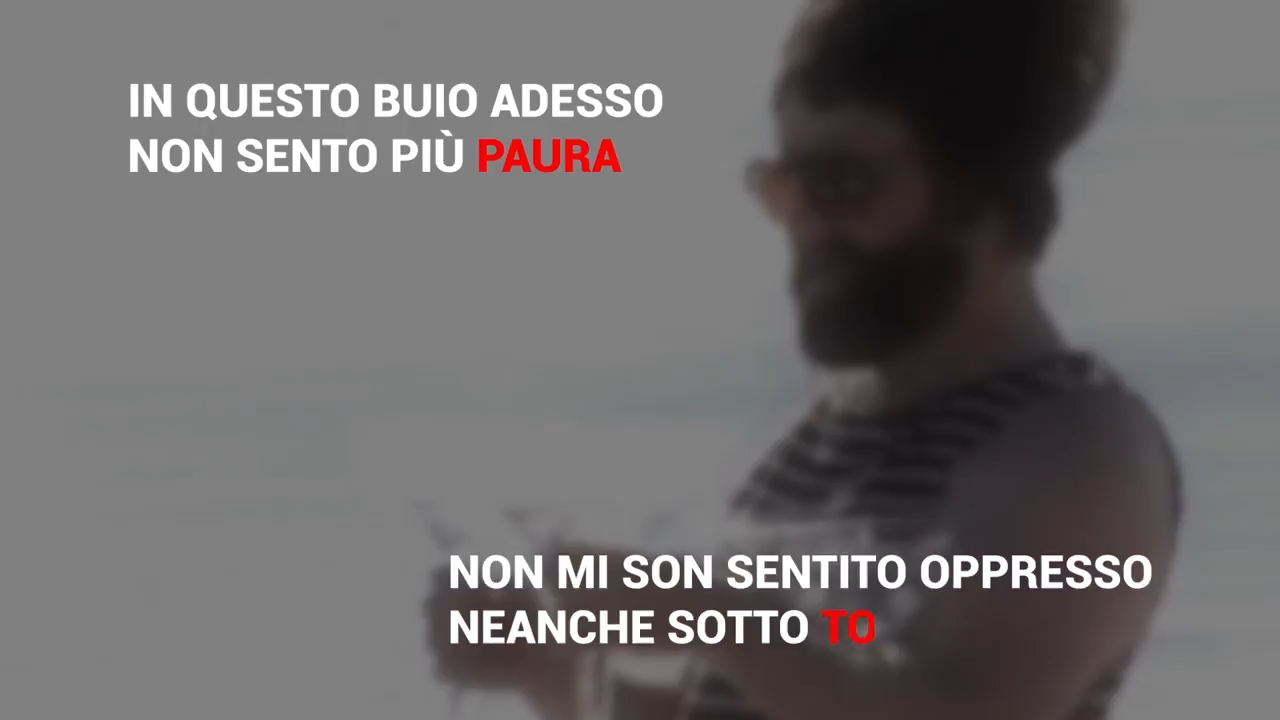 IN QUESTO BUIO ADESSO
NON SENTO PIÙ PAURA
NON MI SON SENTITO OPPRESSO
NEANCHE SOTTO TO